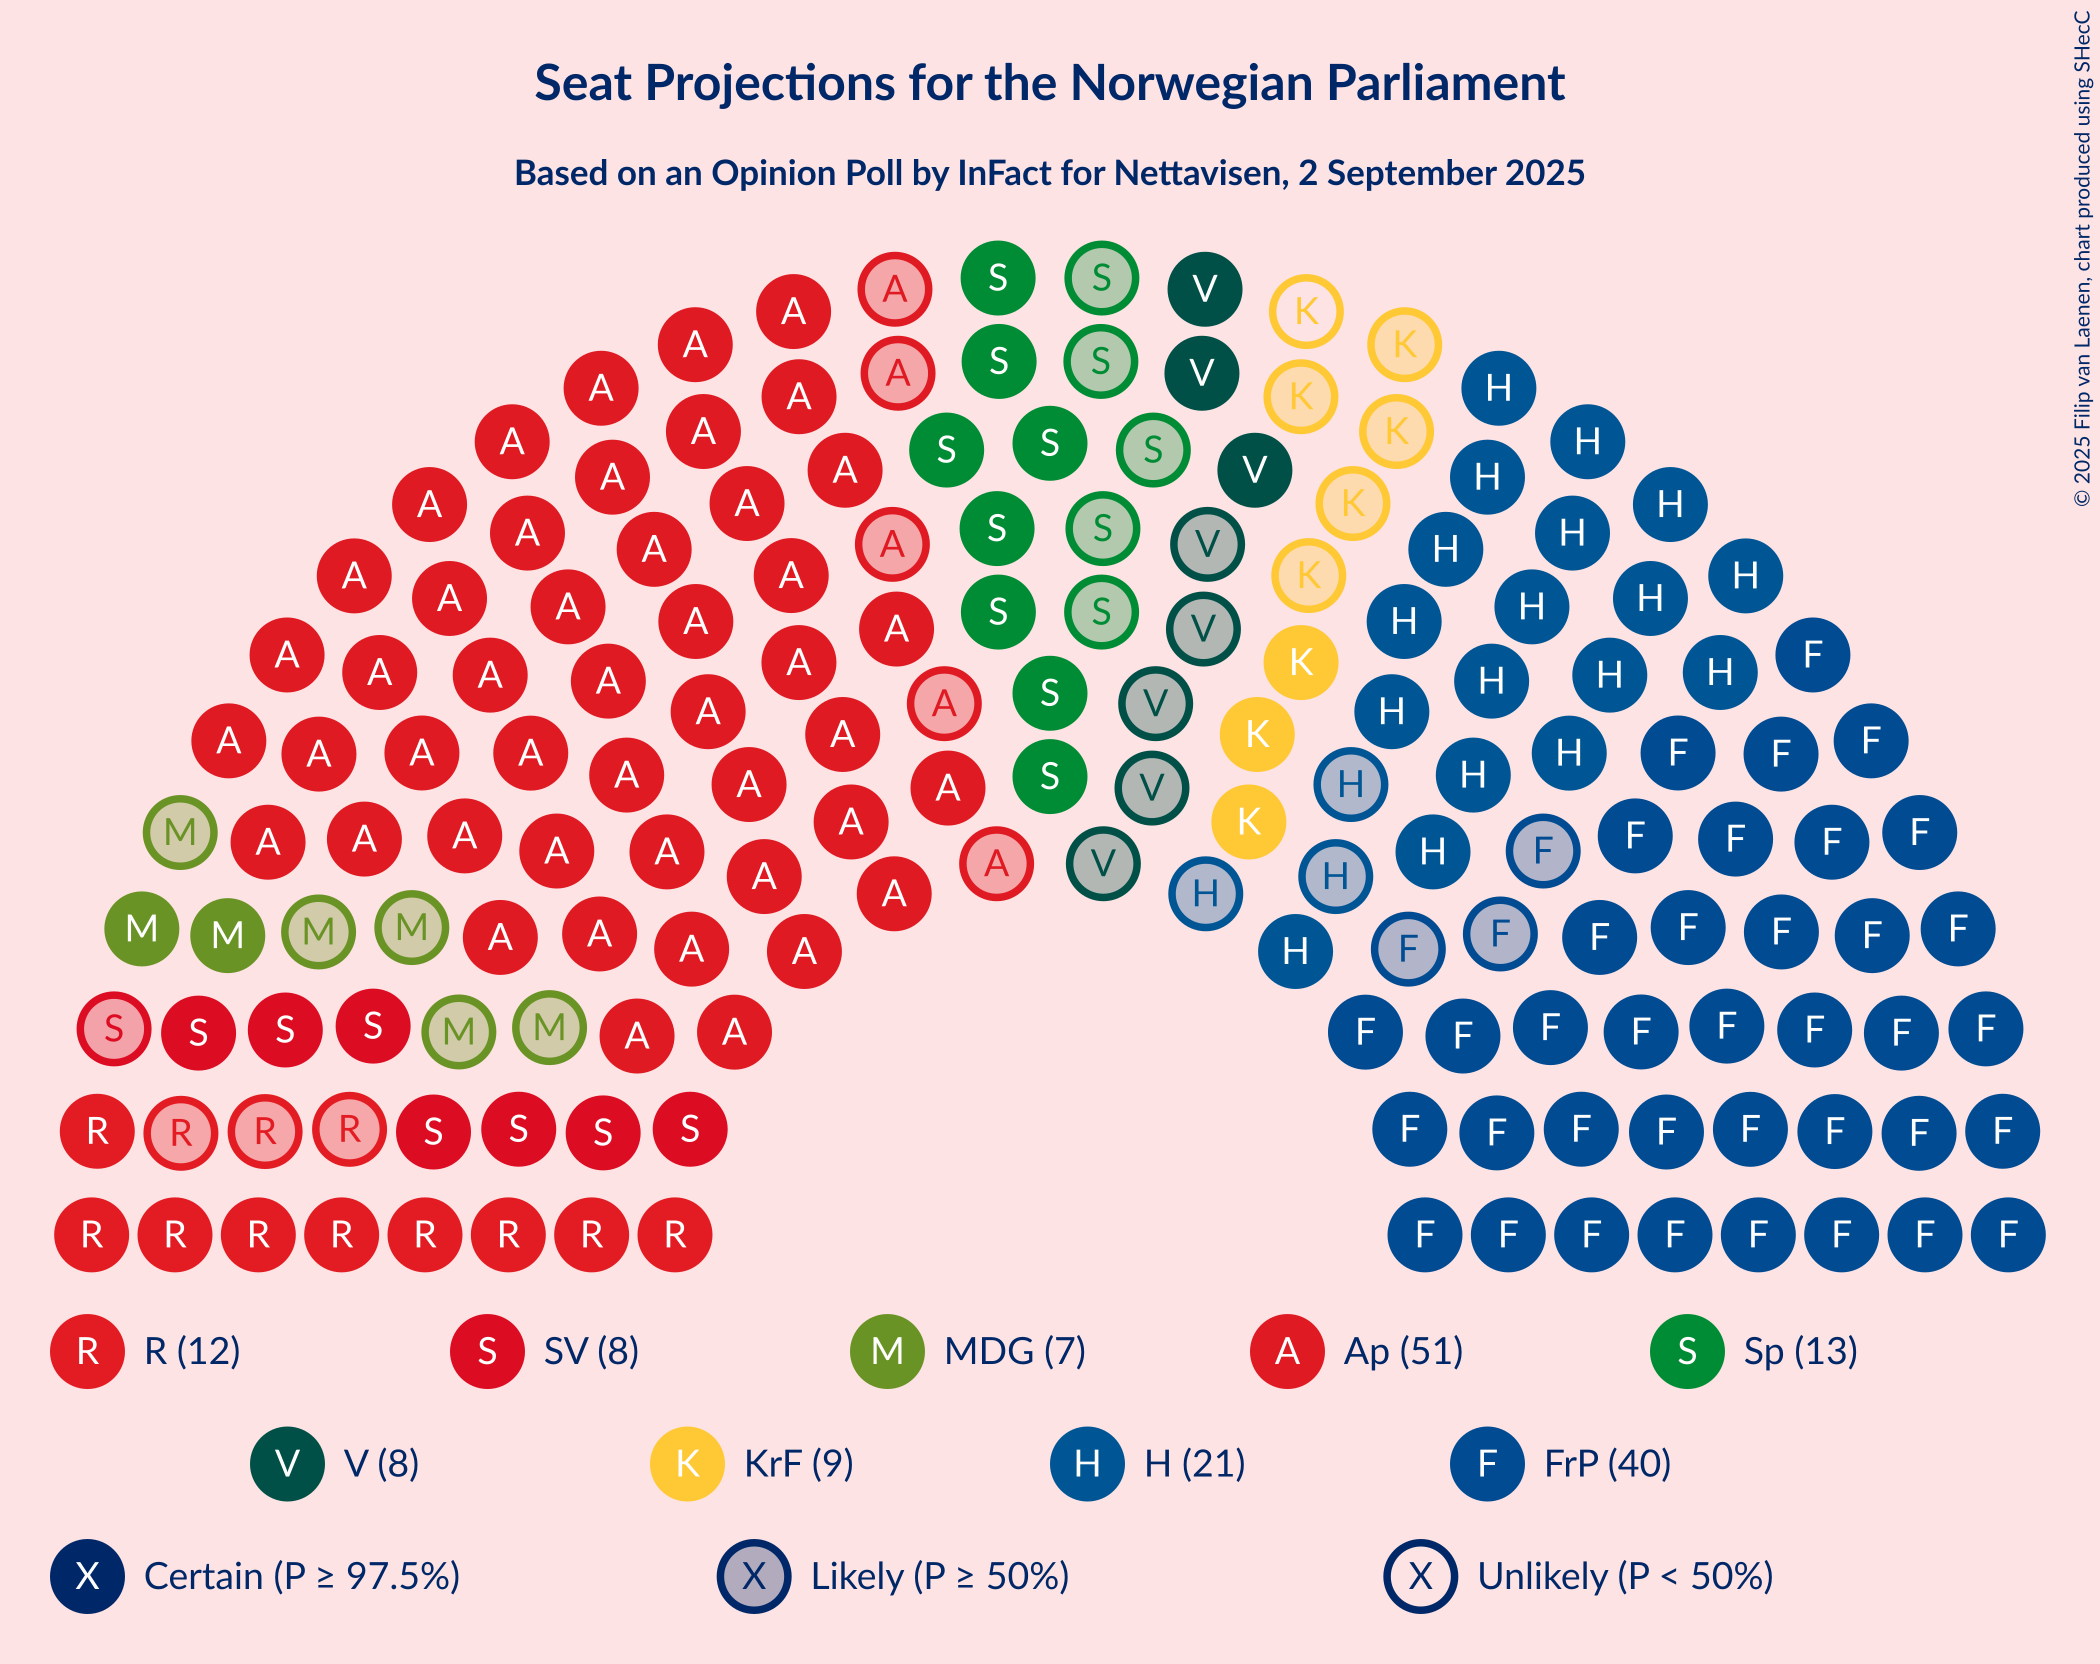 Seat Projections for the Norwegian Parliament
Based on an Opinion Poll by InFact for Nettavisen, 2 September 2025
© 2025 Filip van Laenen, chart produced using SHecC
A S S V
A K
A K
A A S S V
A H
A K
A K
A S S S V
A H
A H
A A K
A S S V
A H
A H
A A K
A H
A A S S V
A H
A H
A A K
A H
A A S V
A H
A H
F
A A K
A H
A A A A A H H F F F
A A S V H
M A A A A A A A K H F F F F F
A V
A H
A H
M M M M A A A A H F F F F F F F
S S S S M M A A F F F F F F F F
R R R R S S S S F F F F F F F F
R R R R R R R R F F F F F F F F
R R (12) S SV (8) M MDG (7) A Ap (51) S Sp (13)
V V (8) K KrF (9) H H (21) F FrP (40)
X Certain (P ≥ 97.5%) X Likely (P ≥ 50%) X Unlikely (P < 50%)